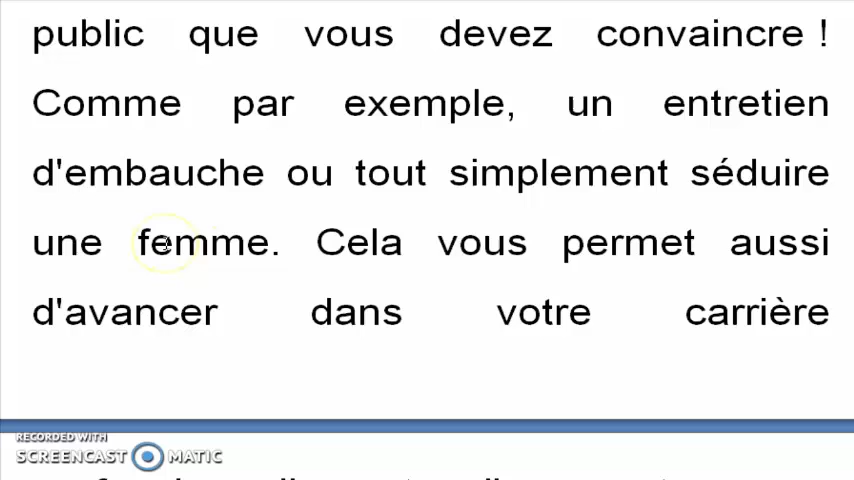 public que vous devez convaincre !
Comme par exemple, un entretien
d'embauche ou tout simplement séduire
une femme. Cela vous permet aussi
d'avancer dans votre carrière
RECORDED WITH
SCREENCAST MATIC